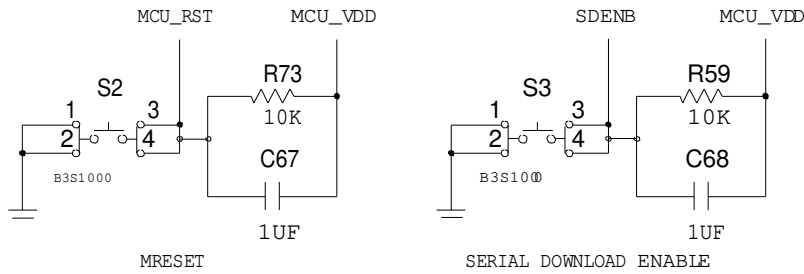 MCU_RST MCU_VDD SDENB MCU_VDD
S2 R73 S3 R59
1 3 10K 1 3 10K
2 4 2 4
C67 C68
B3S1000 B3S1000
1UF 1UF
MRESET SERIAL DOWNLOAD ENABLE